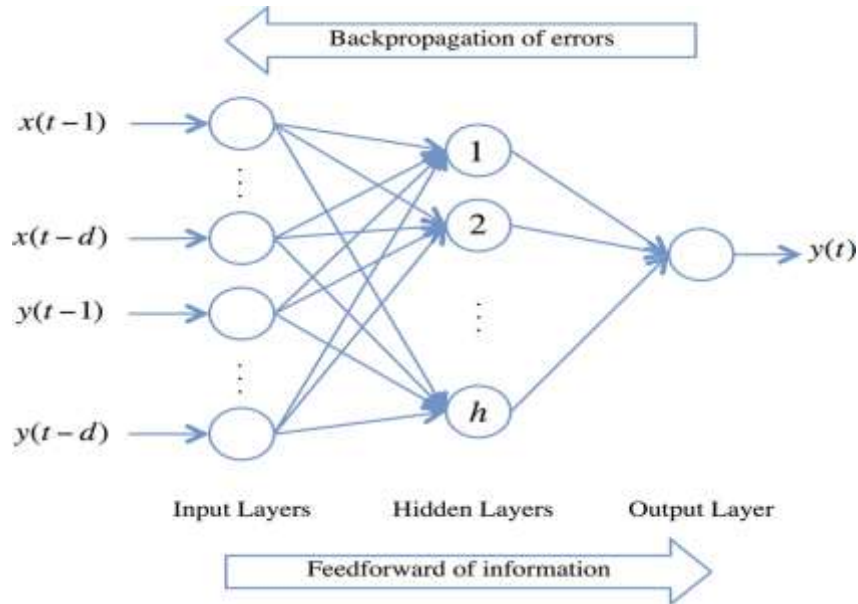 Backpropagation of errors
x(t−1)
x(t−d)
y(t−1)
y(t−d)
1
2
h
y(t)
Input Layers
Hidden Layers
Output Layer
Feedforward of information